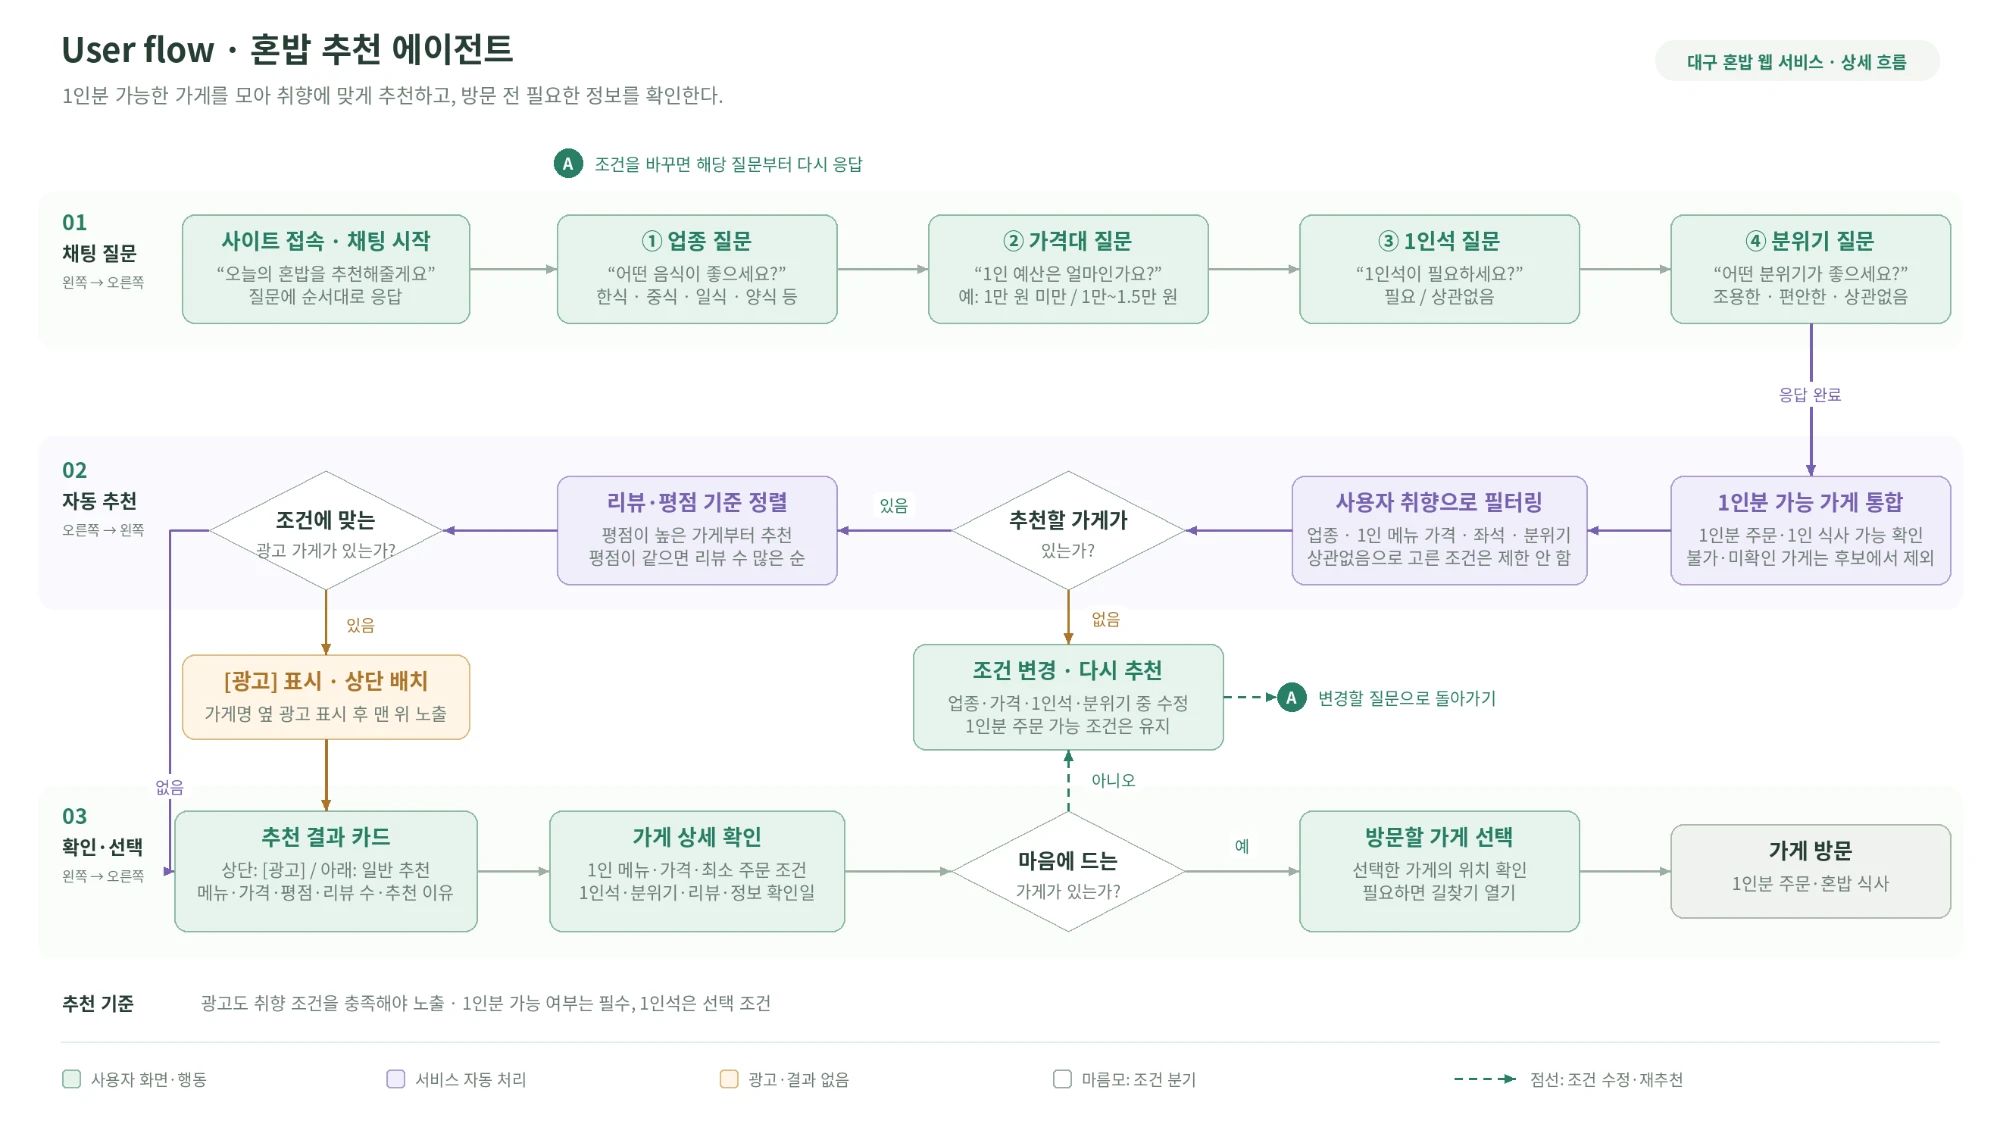 User flow · 혼밥 추천 에이전트
대구 혼밥 웹 서비스 · 상세 흐름
1인분 가능한 가게를 모아 취향에 맞게 추천하고, 방문 전 필요한 정보를 확인한다.
A 조건을 바꾸면 해당 질문부터 다시 응답
01
채팅 질문
왼쪽 → 오른쪽
사이트 접속 · 채팅 시작
“오늘의 혼밥을 추천해줄게요”
질문에 순서대로 응답
① 업종 질문
“어떤 음식이 좋으세요?”
한식 · 중식 · 일식 · 양식 등
② 가격대 질문
“1인 예산은 얼마인가요?”
예: 1만 원 미만 / 1만~1.5만 원
③ 1인석 질문
“1인석이 필요하세요?”
필요 / 상관없음
④ 분위기 질문
“어떤 분위기가 좋으세요?”
조용한 · 편안한 · 상관없음
응답 완료
02
자동 추천
오른쪽 → 왼쪽
1인분 가능 가게 통합
1인분 주문·1인 식사 가능 확인
불가·미확인 가게는 후보에서 제외
사용자 취향으로 필터링
업종 · 1인 메뉴 가격 · 좌석 · 분위기
상관없음으로 고른 조건은 제한 안 함
추천할 가게가
있는가?
있음
리뷰·평점 기준 정렬
평점이 높은 가게부터 추천
평점이 같으면 리뷰 수 많은 순
조건에 맞는
광고 가게가 있는가?
있음
없음
[광고] 표시 · 상단 배치
가게명 옆 광고 표시 후 맨 위 노출
조건 변경 · 다시 추천
업종·가격·1인석·분위기 중 수정
1인분 주문 가능 조건은 유지
A 변경할 질문으로 돌아가기
없음
아니오
03
확인·선택
왼쪽 → 오른쪽
추천 결과 카드
상단: [광고] / 아래: 일반 추천
메뉴·가격·평점·리뷰 수·추천 이유
가게 상세 확인
1인 메뉴·가격·최소 주문 조건
1인석·분위기·리뷰·정보 확인일
마음에 드는
가게가 있는가?
예
방문할 가게 선택
선택한 가게의 위치 확인
필요하면 길찾기 열기
가게 방문
1인분 주문·혼밥 식사
추천 기준 광고도 취향 조건을 충족해야 노출 · 1인분 가능 여부는 필수, 1인석은 선택 조건
사용자 화면·행동
서비스 자동 처리
광고·결과 없음
마름모: 조건 분기
점선: 조건 수정·재추천